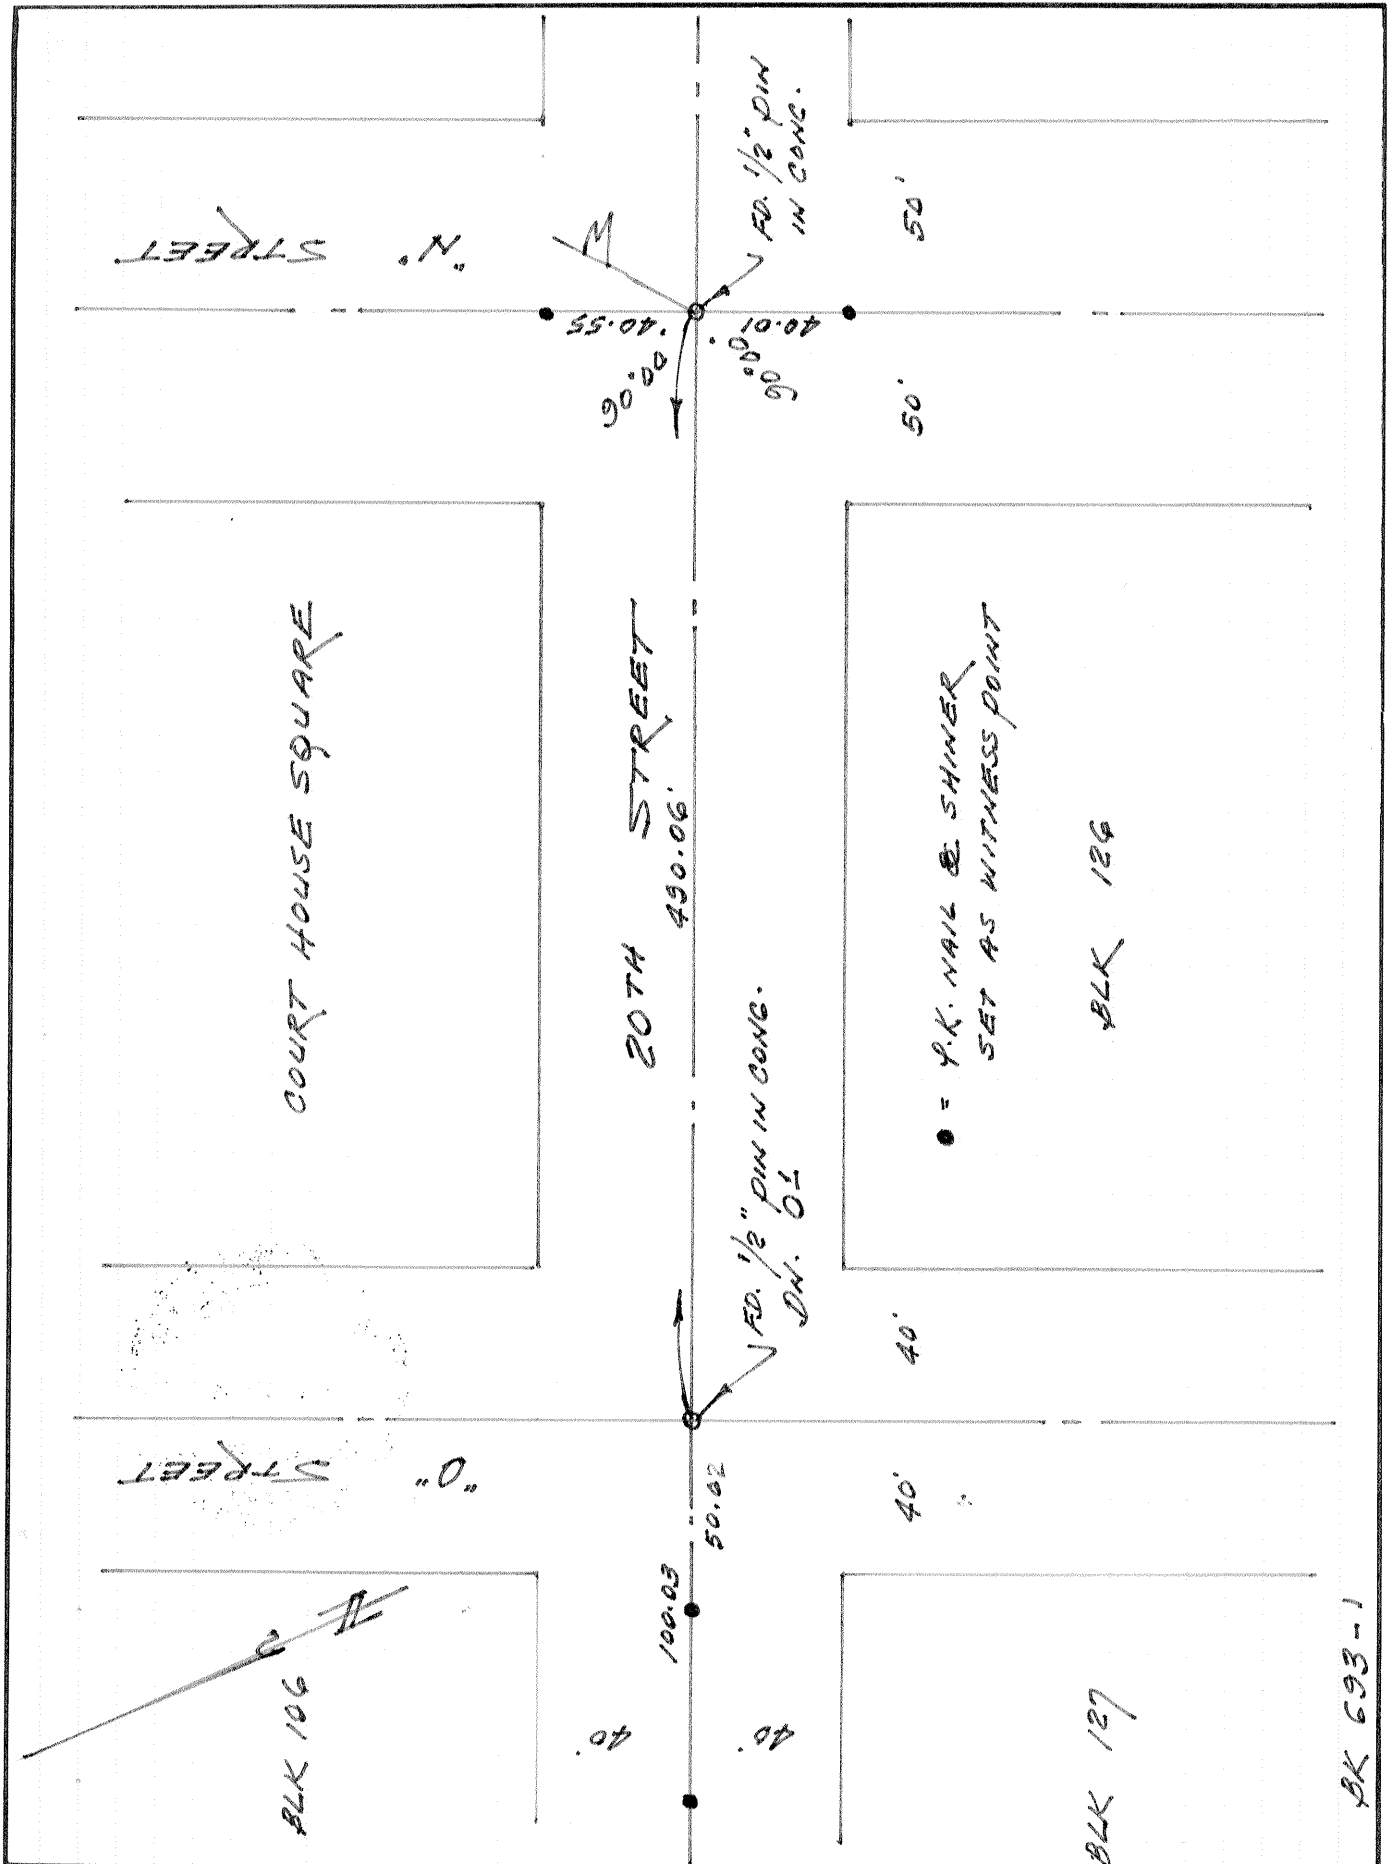 COURT HOUSE SQUARE
"N" STREET
"O" STREET
BLK 106
20TH STREET
490.06'
40.55
90°00'
40.01
90°00'
FD. 1/2" PIN
IN CONC.
50'
50'
FD. 1/2" PIN IN CONC.
DN. 0.1
100.03
50.02
40'
40'
40'
40'
● = P.K. NAIL & SHINER
SET AS WITNESS POINT
BLK 126
BLK 127
BK 693-1